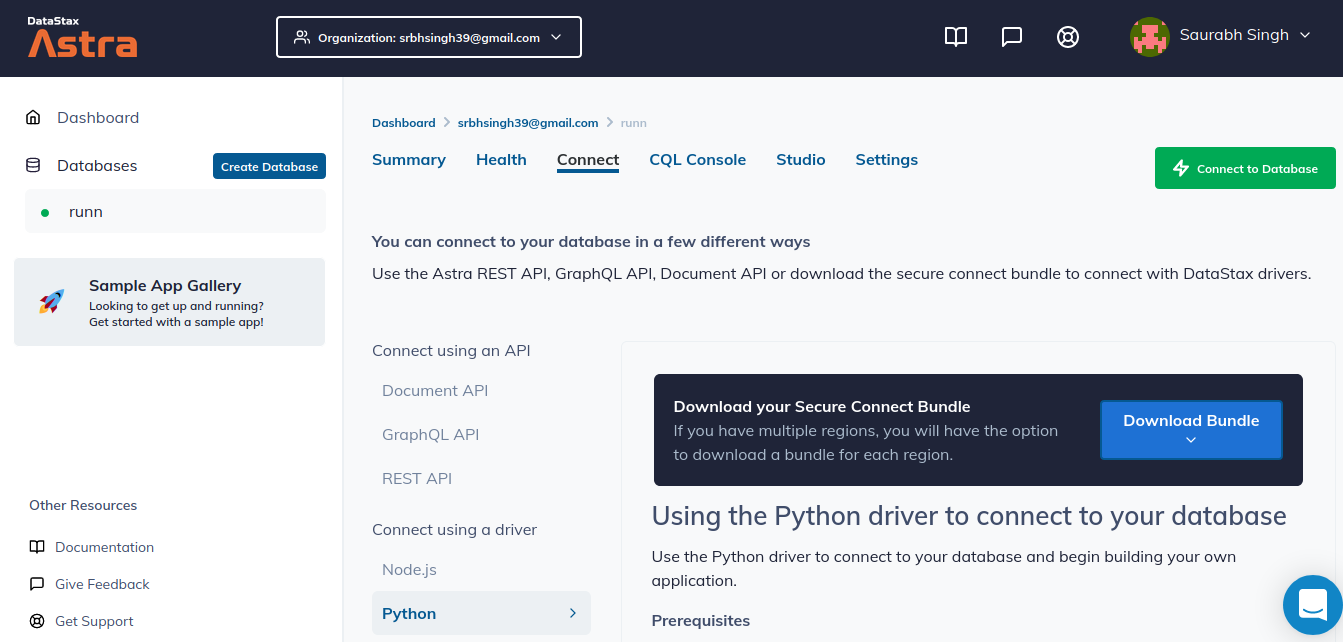 DataStax
Astra
Organization: srbhsingh39@gmail.com
Saurabh Singh
Dashboard
Databases
Create Database
runn
Sample App Gallery
Looking to get up and running?
Get started with a sample app!
Other Resources
Documentation
Give Feedback
Get Support
Dashboard > srbhsingh39@gmail.com > runn
Summary Health Connect CQL Console Studio Settings
Connect to Database
You can connect to your database in a few different ways
Use the Astra REST API, GraphQL API, Document API or download the secure connect bundle to connect with DataStax drivers.
Connect using an API
Document API
GraphQL API
REST API
Connect using a driver
Node.js
Python
Download your Secure Connect Bundle
If you have multiple regions, you will have the option
to download a bundle for each region.
Download Bundle
Using the Python driver to connect to your database
Use the Python driver to connect to your database and begin building your own
application.
Prerequisites